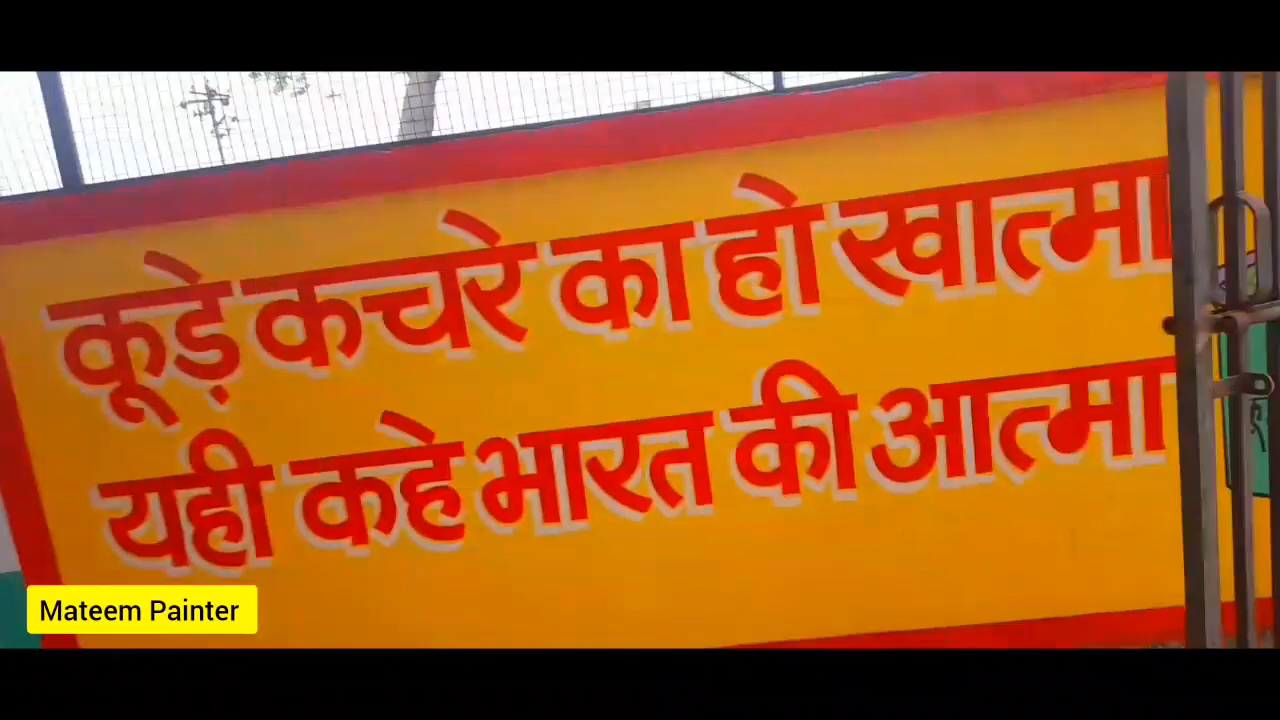 कूड़े कचरे का हो खात्मा
यही कहे भारत की आत्मा
Mateem Painter